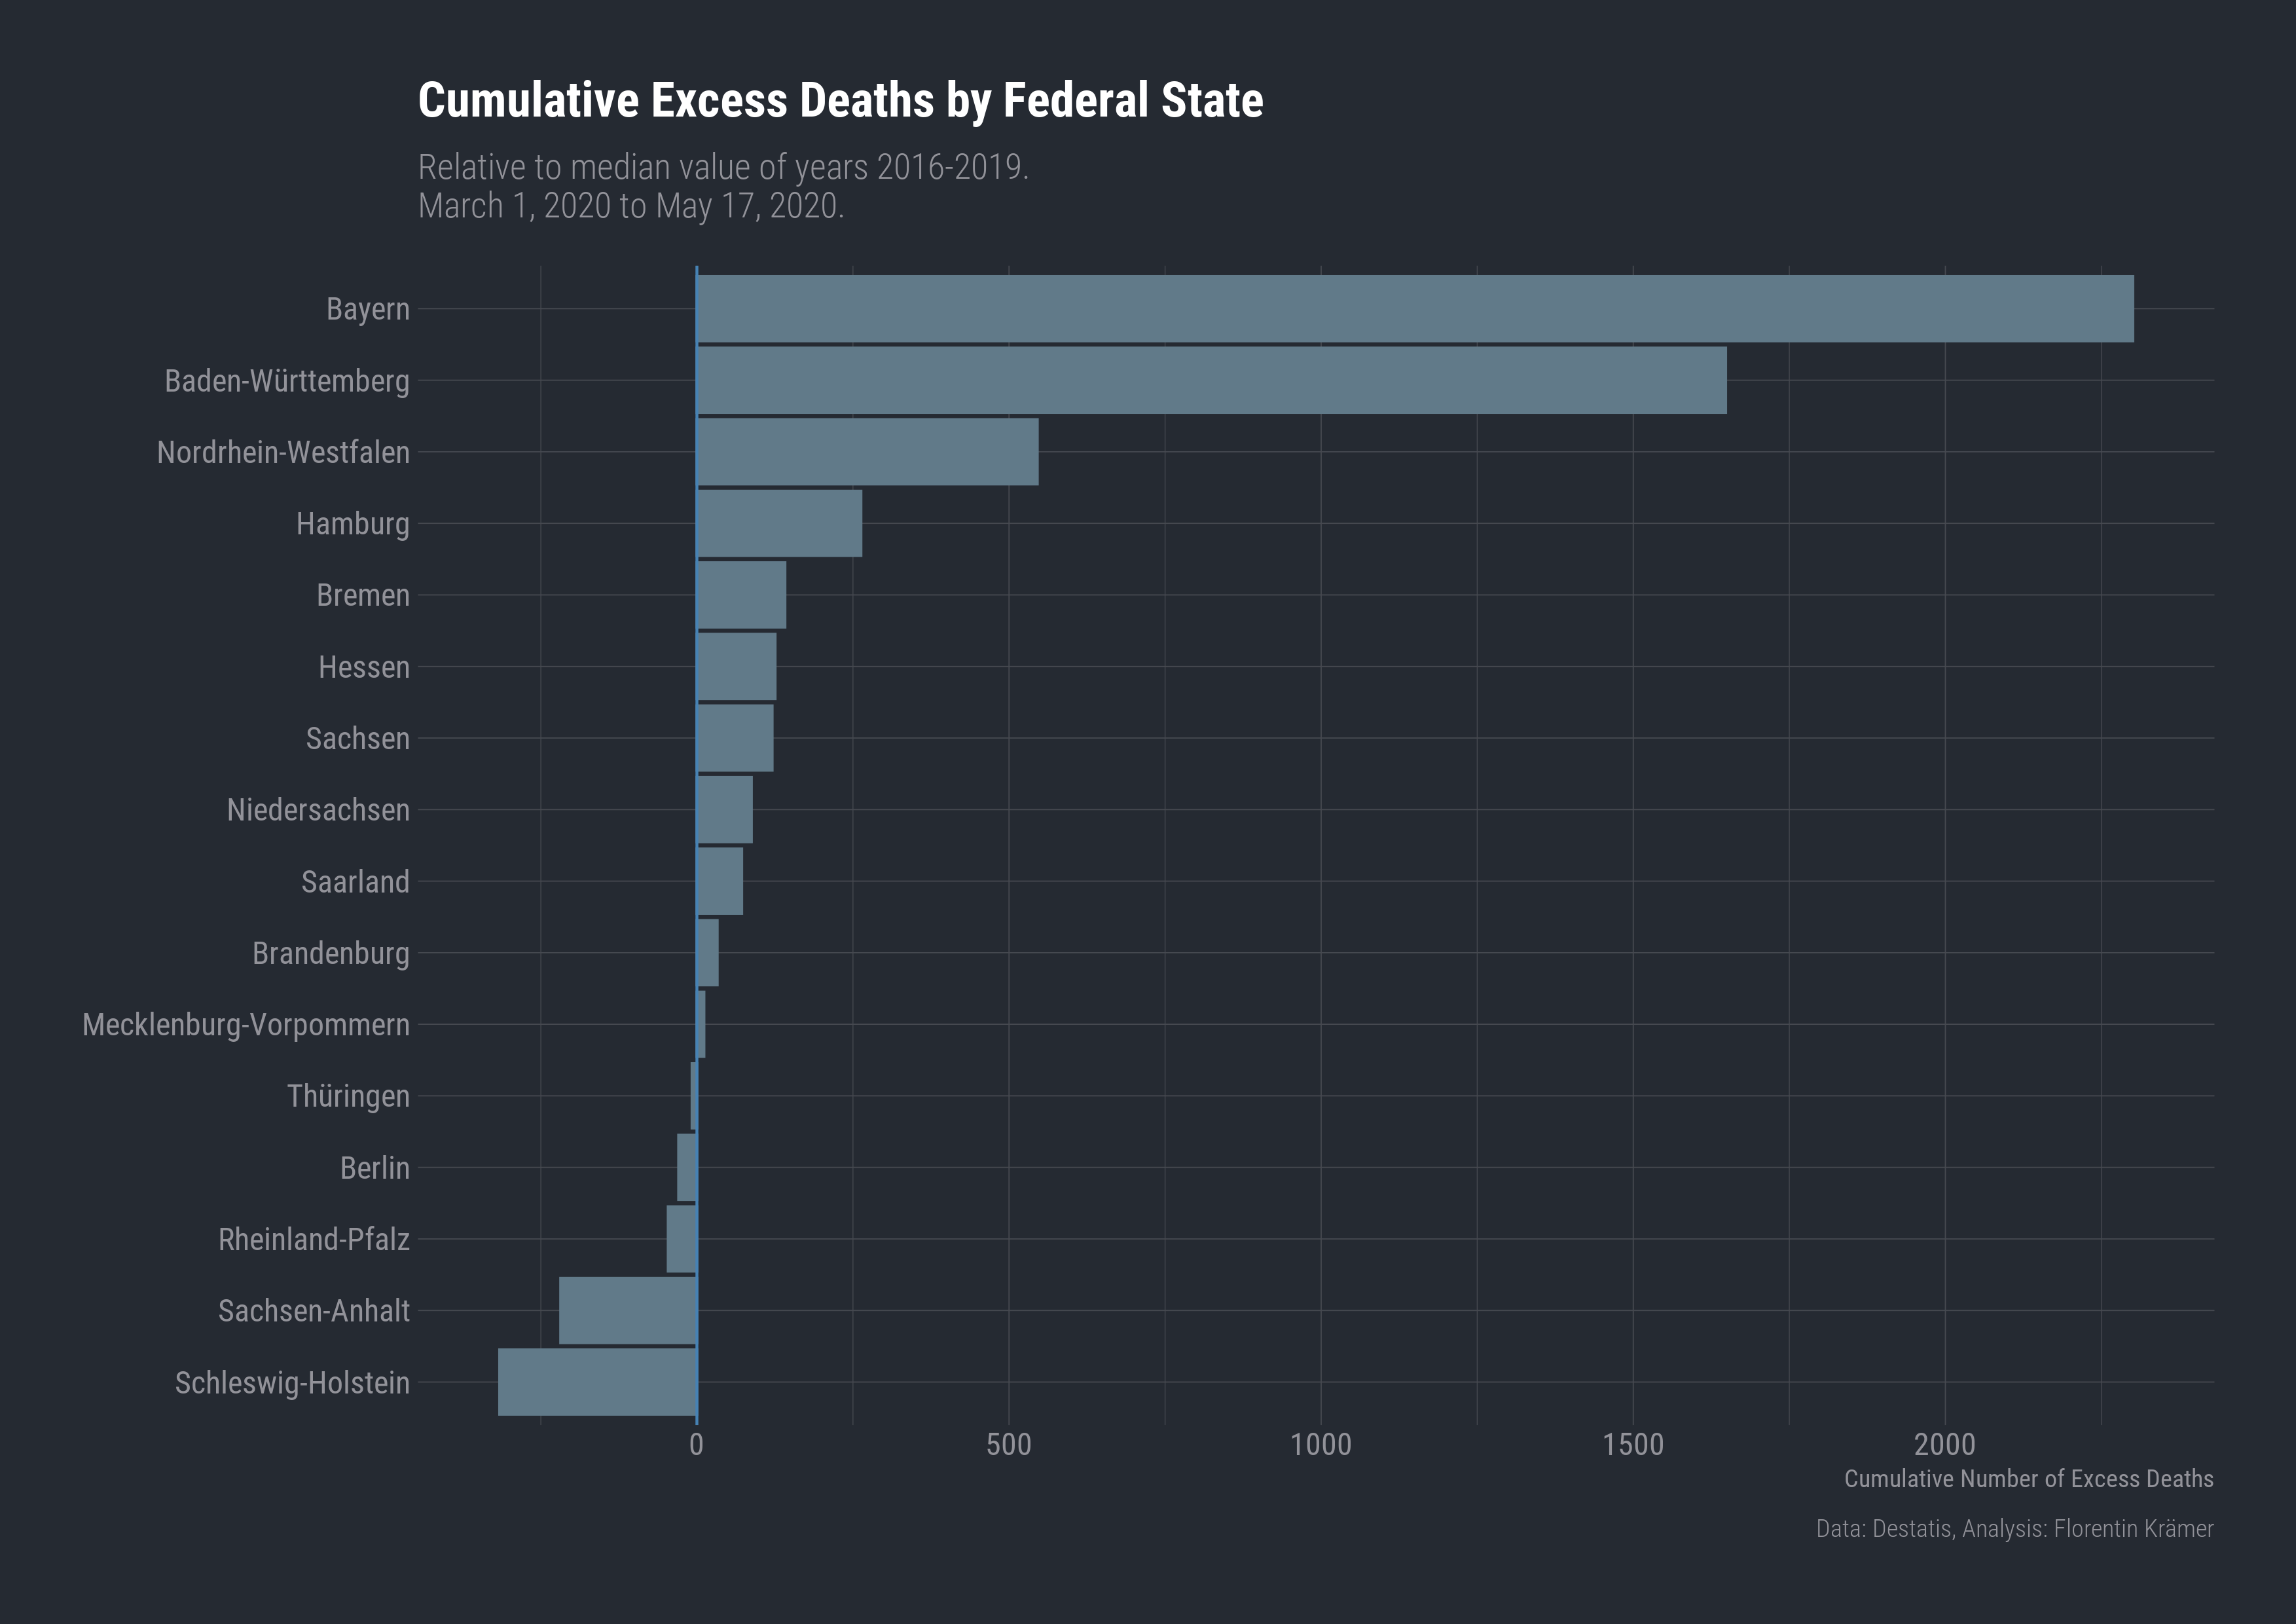 Cumulative Excess Deaths by Federal State
Relative to median value of years 2016-2019.
March 1, 2020 to May 17, 2020.
Bayern
Baden-Württemberg
Nordrhein-Westfalen
Hamburg
Bremen
Hessen
Sachsen
Niedersachsen
Saarland
Brandenburg
Mecklenburg-Vorpommern
Thüringen
Berlin
Rheinland-Pfalz
Sachsen-Anhalt
Schleswig-Holstein
0 500 1000 1500 2000
Cumulative Number of Excess Deaths
Data: Destatis, Analysis: Florentin Krämer